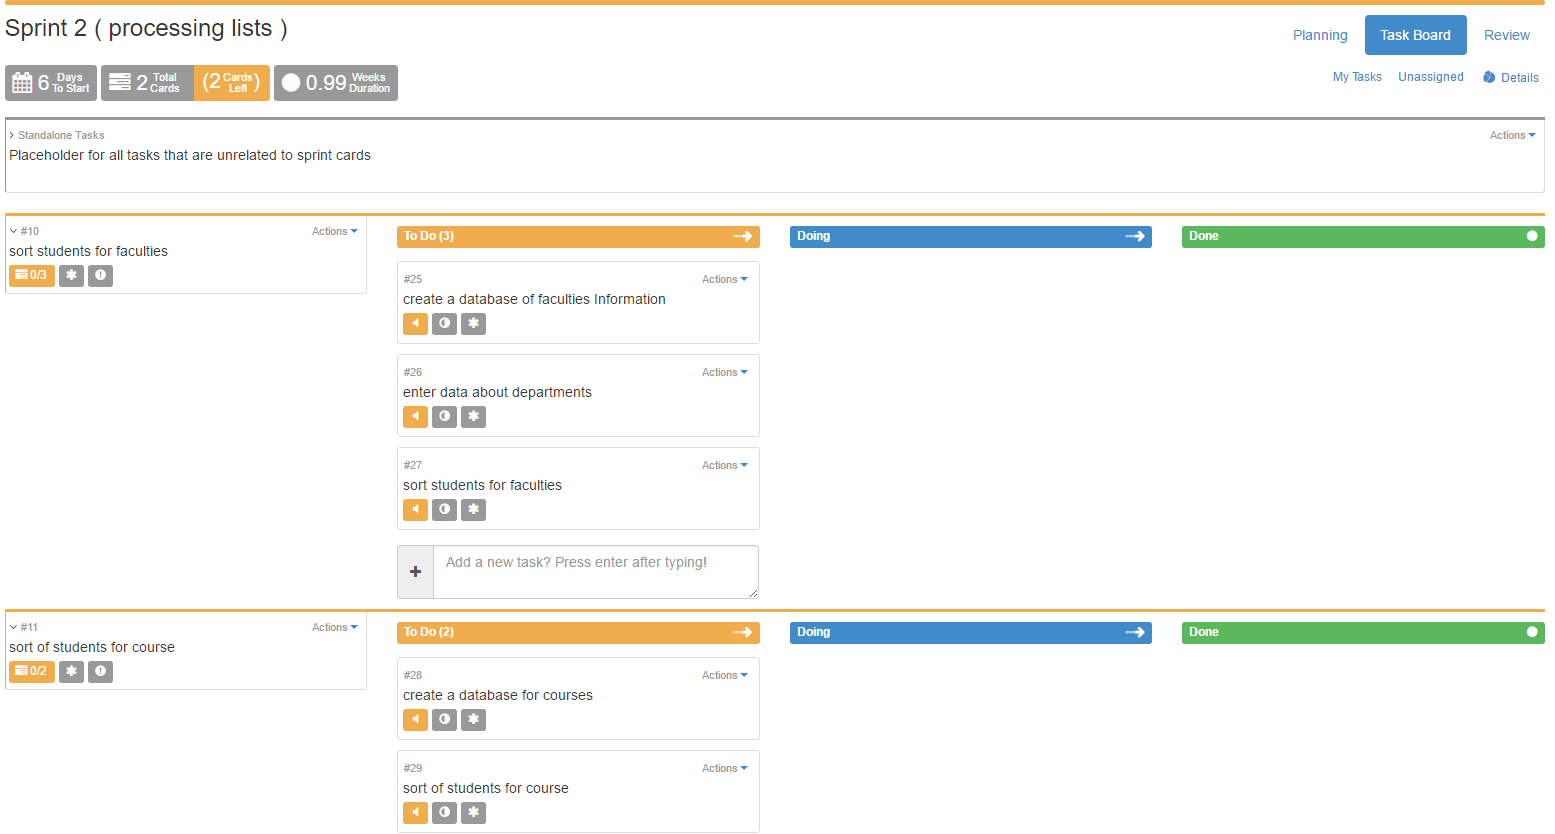 Sprint 2 ( processing lists )
Planning
Task Board
Review
6 Days To Start
2 Total Cards
(2 Cards Left)
0.99 Weeks Duration
My Tasks
Unassigned
Details
Standalone Tasks
Actions
Placeholder for all tasks that are unrelated to sprint cards
#10
Actions
sort students for faculties
0/3
To Do (3)
Doing
Done
#25
Actions
create a database of faculties Information
#26
Actions
enter data about departments
#27
Actions
sort students for faculties
Add a new task? Press enter after typing!
#11
Actions
sort of students for course
0/2
To Do (2)
Doing
Done
#28
Actions
create a database for courses
#29
Actions
sort of students for course